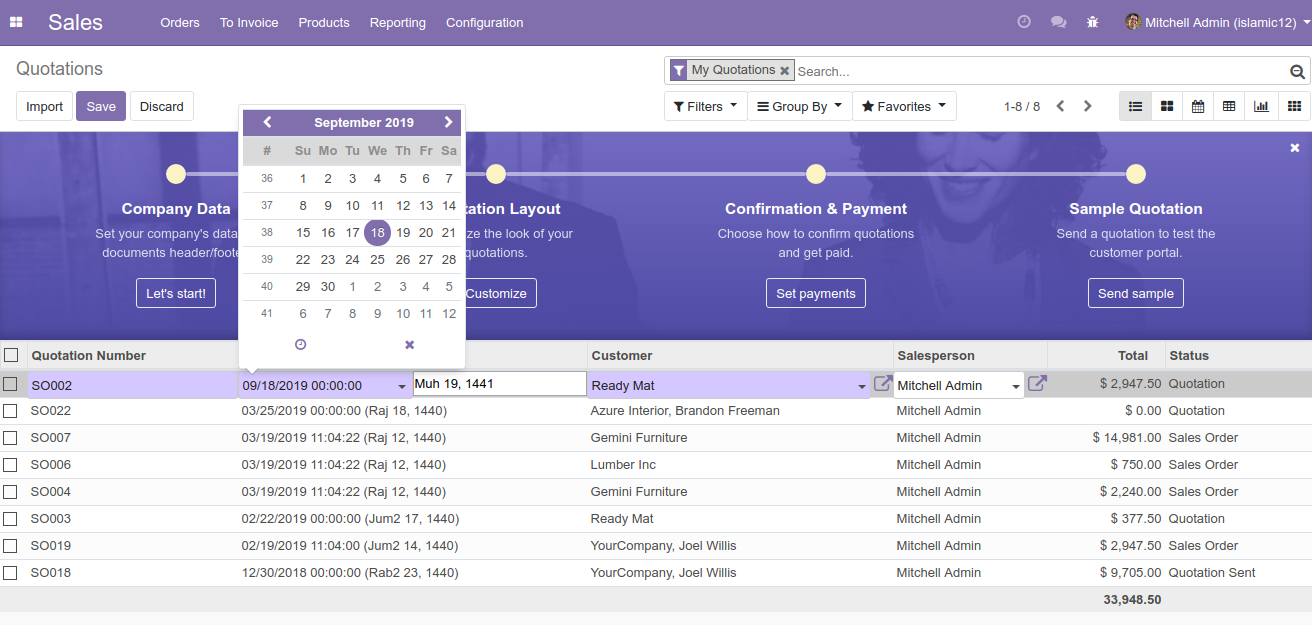 Sales Orders To Invoice Products Reporting Configuration Mitchell Admin (islamic12)
Quotations
My Quotations Search...
Import Save Discard
Filters Group By Favorites 1-8 / 8
September 2019
# Su Mo Tu We Th Fr Sa
36 1 2 3 4 5 6 7
37 8 9 10 11 12 13 14
38 15 16 17 18 19 20 21
39 22 23 24 25 26 27 28
40 29 30 1 2 3 4 5
41 6 7 8 9 10 11 12
Company Data
Set your company's data
documents header/foote
Let's start!
tation Layout
ze the look of your
quotations.
Customize
Confirmation & Payment
Choose how to confirm quotations
and get paid.
Set payments
Sample Quotation
Send a quotation to test the
customer portal.
Send sample
Quotation Number Customer Salesperson Total Status
SO002 09/18/2019 00:00:00 Muh 19, 1441 Ready Mat Mitchell Admin $ 2,947.50 Quotation
SO022 03/25/2019 00:00:00 (Raj 18, 1440) Azure Interior, Brandon Freeman Mitchell Admin $ 0.00 Quotation
SO007 03/19/2019 11:04:22 (Raj 12, 1440) Gemini Furniture Mitchell Admin $ 14,981.00 Sales Order
SO006 03/19/2019 11:04:22 (Raj 12, 1440) Lumber Inc Mitchell Admin $ 750.00 Sales Order
SO004 03/19/2019 11:04:22 (Raj 12, 1440) Gemini Furniture Mitchell Admin $ 2,240.00 Sales Order
SO003 02/22/2019 00:00:00 (Jum2 17, 1440) Ready Mat Mitchell Admin $ 377.50 Quotation
SO019 02/19/2019 11:04:00 (Jum2 14, 1440) YourCompany, Joel Willis Mitchell Admin $ 2,947.50 Sales Order
SO018 12/30/2018 00:00:00 (Rab2 23, 1440) YourCompany, Joel Willis Mitchell Admin $ 9,705.00 Quotation Sent
33,948.50